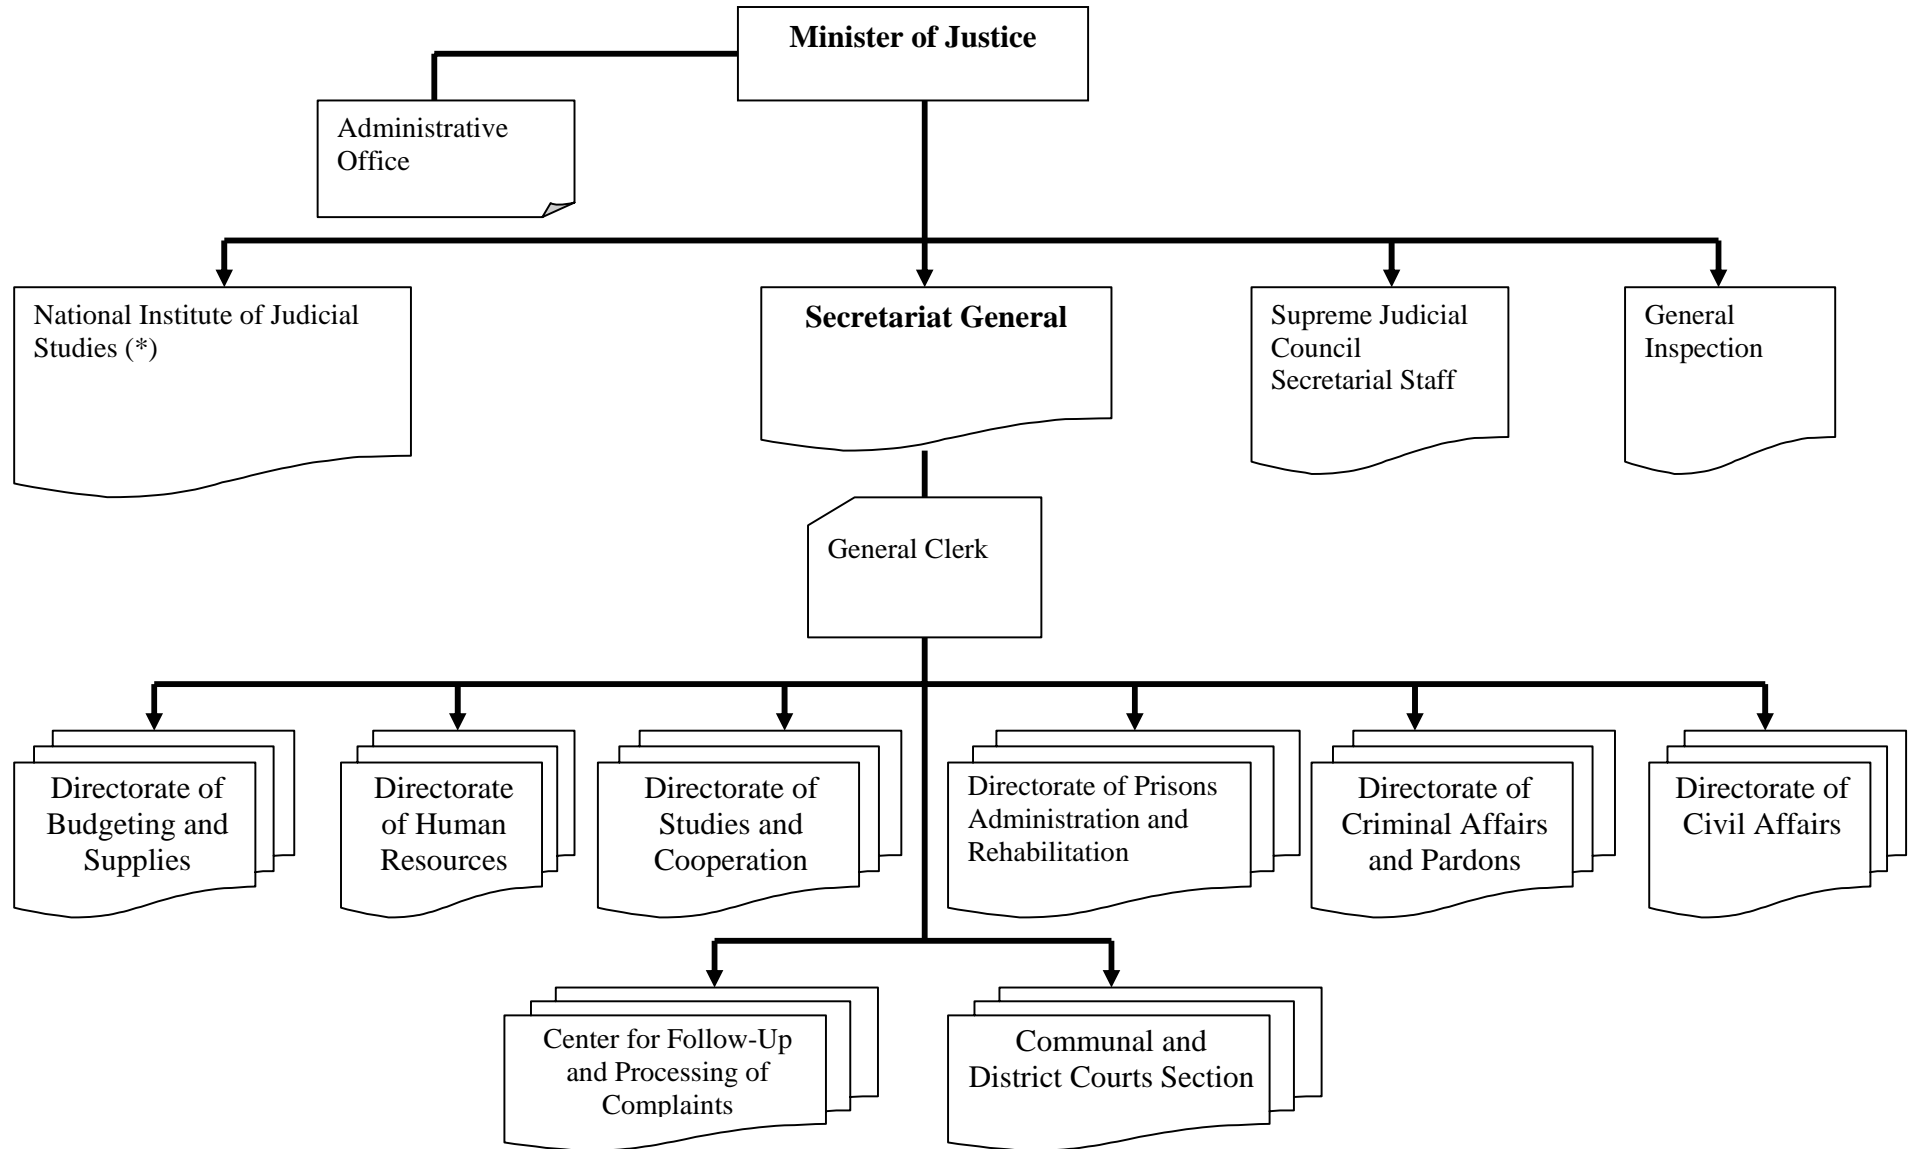 Minister of Justice
Administrative
Office
National Institute of Judicial
Studies (*)
Secretariat General
Supreme Judicial
Council
Secretarial Staff
General
Inspection
General Clerk
Directorate of
Budgeting and
Supplies
Directorate
of Human
Resources
Directorate of
Studies and
Cooperation
Directorate of Prisons
Administration and
Rehabilitation
Directorate of
Criminal Affairs
and Pardons
Directorate of
Civil Affairs
Center for Follow-Up
and Processing of
Complaints
Communal and
District Courts Section